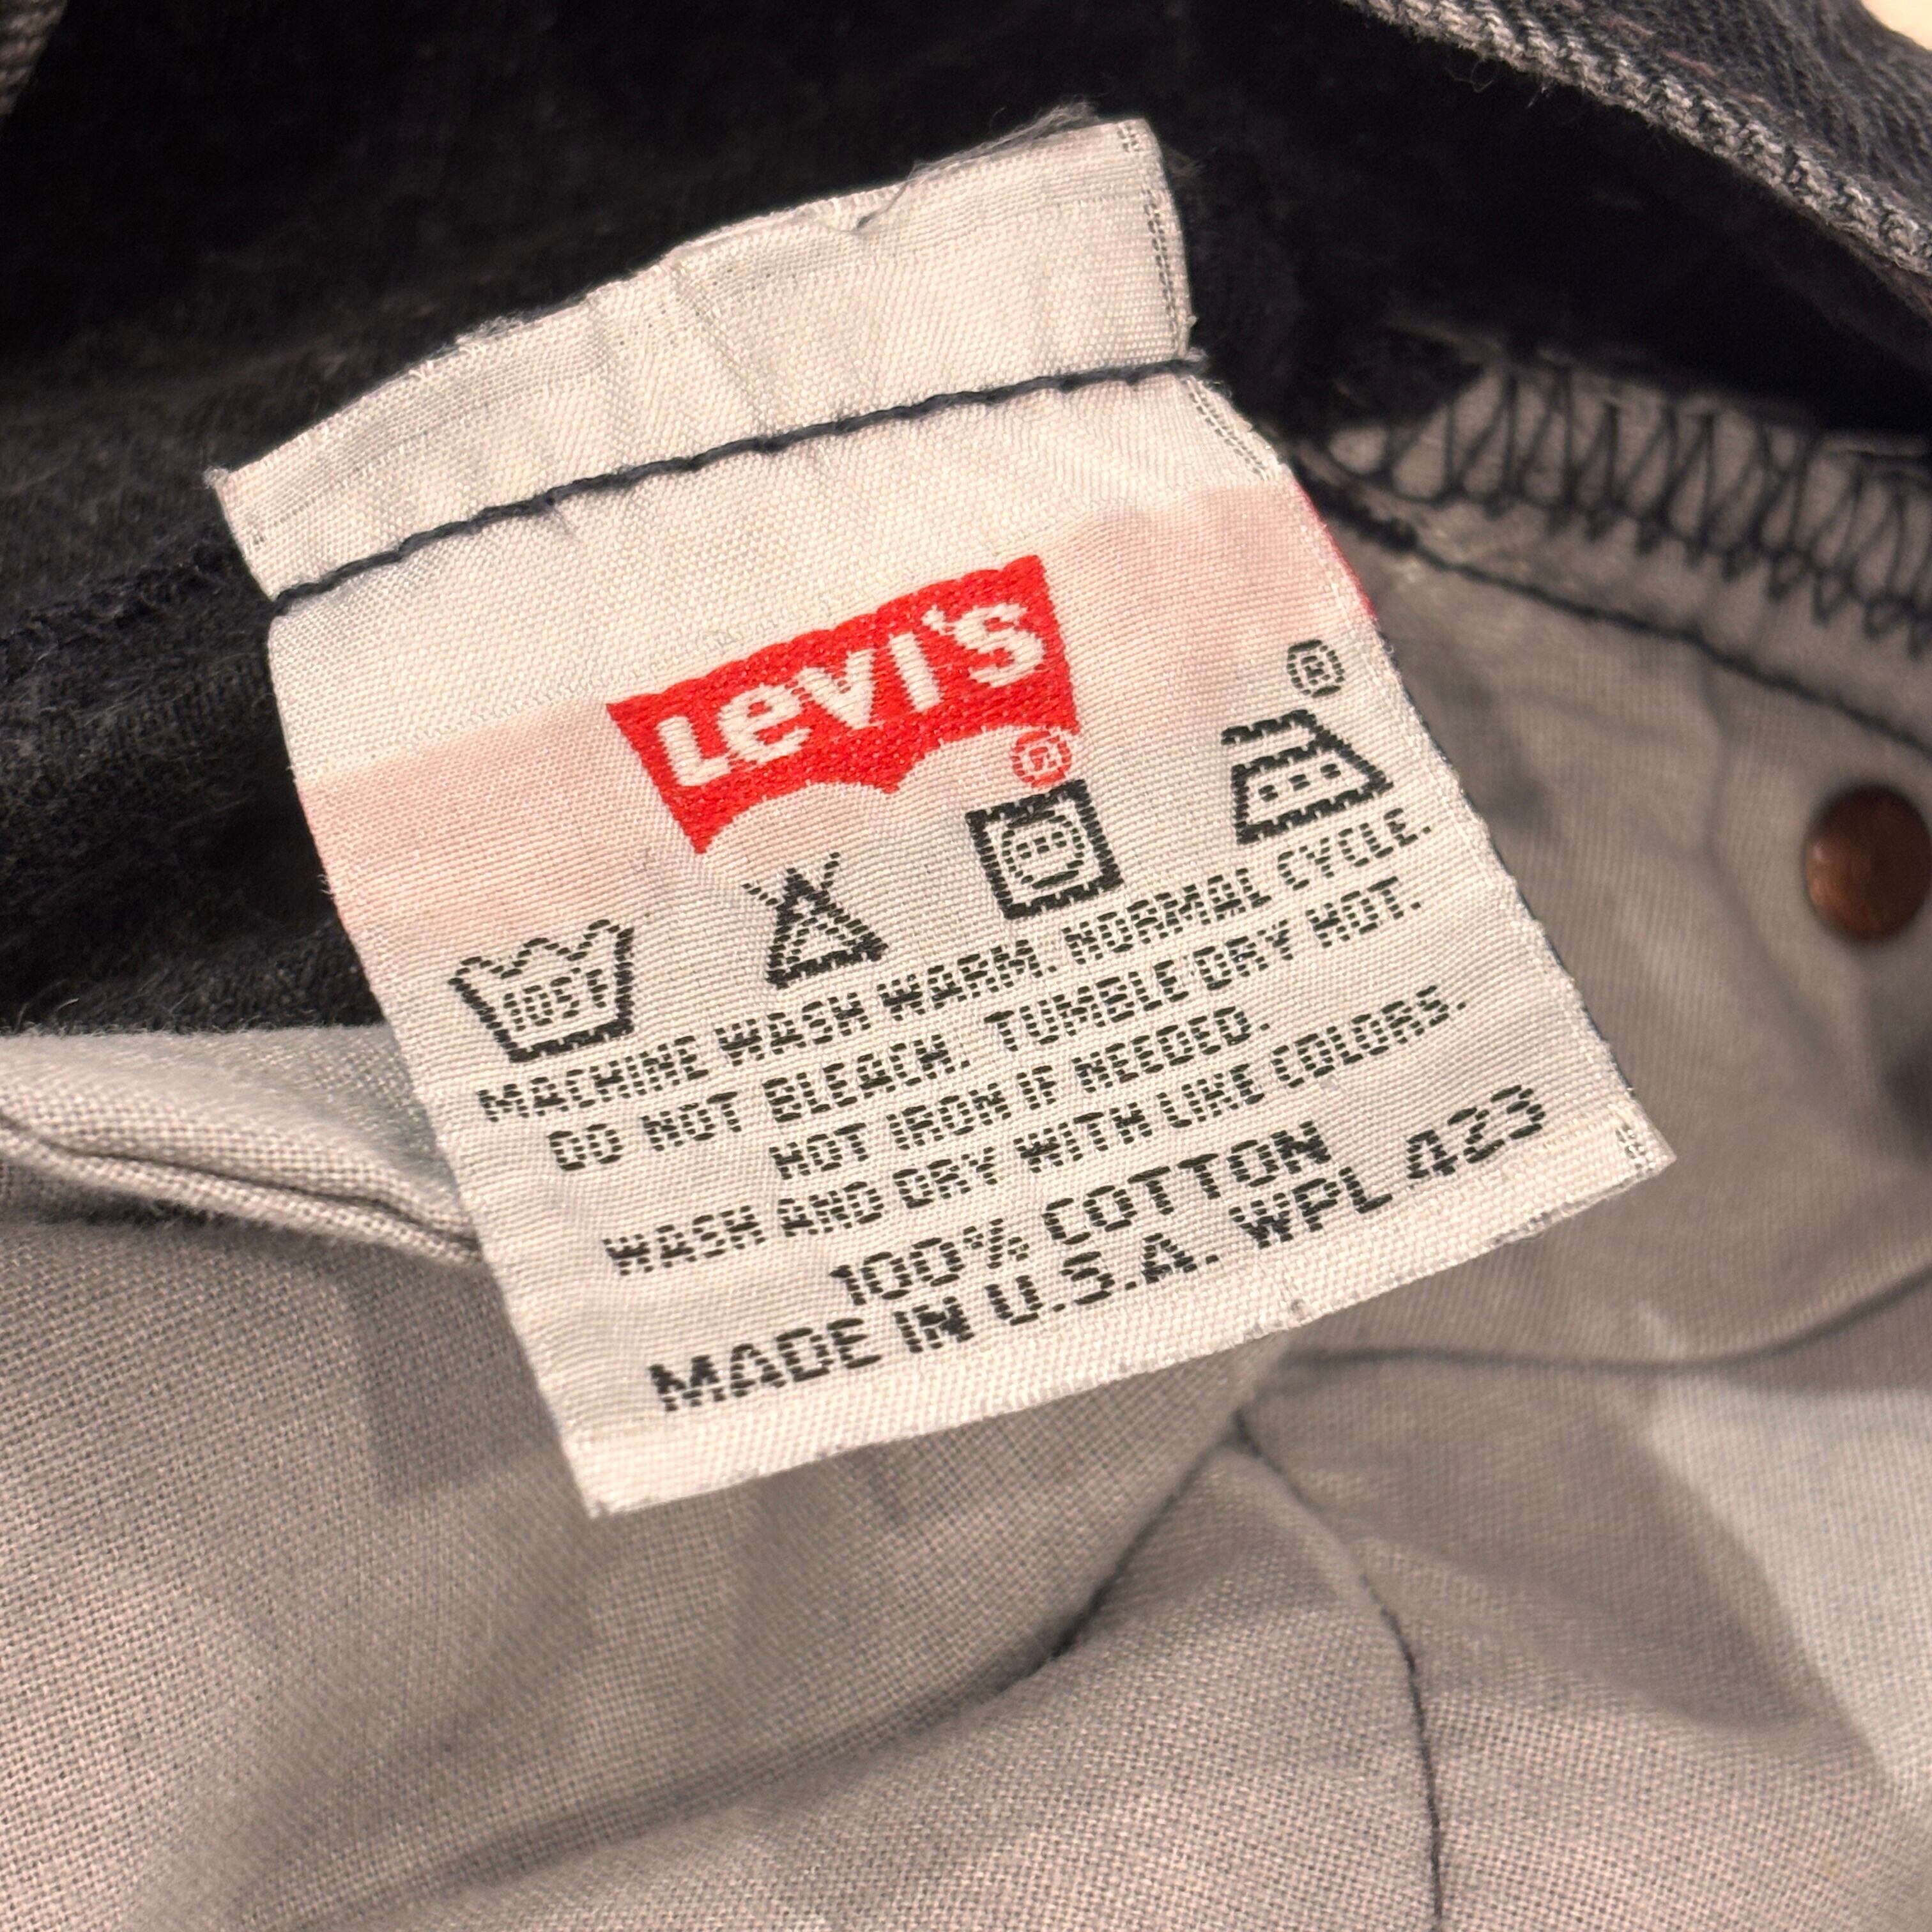 Levi's
®
®
105F
MACHINE WASH WARM. NORMAL CYCLE.
DO NOT BLEACH. TUMBLE DRY HOT.
HOT IRON IF NEEDED.
WASH AND DRY WITH LIKE COLORS.
100% COTTON
MADE IN U.S.A. WPL 423